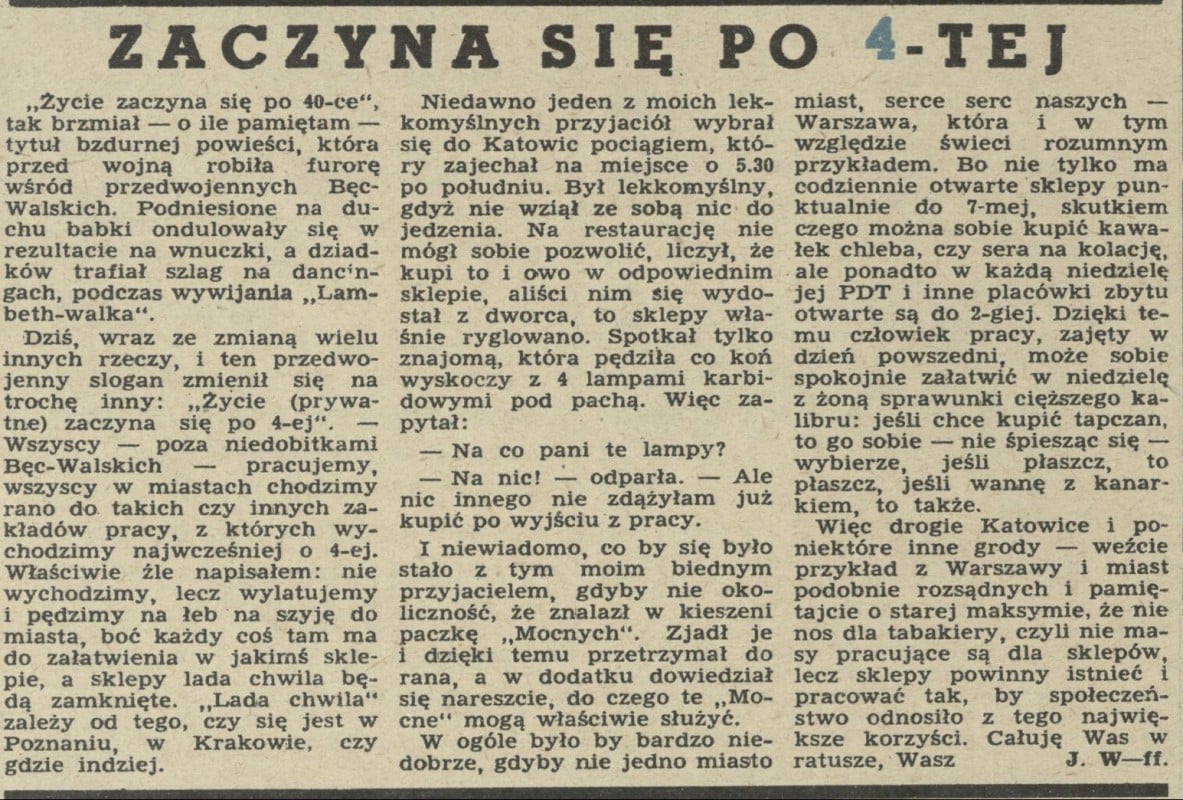 ZACZYNA SIĘ PO 4-TEJ
„Życie zaczyna się po 40-ce“,
tak brzmiał — o ile pamiętam —
tytuł bzdurnej powieści, która
przed wojną robiła furorę
wśród przedwojennych Bęc-
Walskich. Podniesione na du-
chu babki ondulowały się w
rezultacie na wnuczki, a dziad-
ków trafiał szlag na dancin-
gach, podczas wywijania „Lam-
beth-walka“.
Dziś, wraz ze zmianą wielu
innych rzeczy, i ten przedwo-
jenny slogan zmienił się na
trochę inny: „Życie (prywa-
tne) zaczyna się po 4-ej“. —
Wszyscy — poza niedobitkami
Bęc-Walskich — pracujemy,
wszyscy w miastach chodzimy
rano do takich czy innych za-
kładów pracy, z których wy-
chodzimy najwcześniej o 4-ej.
Właściwie źle napisałem: nie
wychodzimy, lecz wylatujemy
i pędzimy na łeb na szyję do
miasta, boć każdy coś tam ma
do załatwienia w jakimś skle-
pie, a sklepy lada chwila bę-
dą zamknięte. „Lada chwila“
zależy od tego, czy się jest w
Poznaniu, w Krakowie, czy
gdzie indziej.
Niedawno jeden z moich lek-
komyślnych przyjaciół wybrał
się do Katowic pociągiem, któ-
ry zajechał na miejsce o 5.30
po południu. Był lekkomyślny,
gdyż nie wziął ze sobą nic do
jedzenia. Na restaurację nie
mógł sobie pozwolić, liczył, że
kupi to i owo w odpowiednim
sklepie, aliści nim się wydo-
stał z dworca, to sklepy wła-
śnie ryglowano. Spotkał tylko
znajomą, która pędziła co koń
wyskoczy z 4 lampami karbi-
dowymi pod pachą. Więc za-
pytał:
— Na co pani te lampy?
— Na nic! — odparła. — Ale
nic innego nie zdążyłam już
kupić po wyjściu z pracy.
I niewiadomo, co by się było
stało z tym moim biednym
przyjacielem, gdyby nie oko-
liczność, że znalazł w kieszeni
paczkę „Mocnych“. Zjadł je
i dzięki temu przetrzymał do
rana, a w dodatku dowiedział
się nareszcie, do czego te „Mo-
cne“ mogą właściwie służyć.
W ogóle było by bardzo nie-
dobrze, gdyby nie jedno miasto
miast, serce serc naszych —
Warszawa, która i w tym
względzie świeci rozumnym
przykładem. Bo nie tylko ma
codziennie otwarte sklepy pun-
ktualnie do 7-mej, skutkiem
czego można sobie kupić kawa-
łek chleba, czy sera na kolację,
ale ponadto w każdą niedzielę
jej PDT i inne placówki zbytu
otwarte są do 2-giej. Dzięki te-
mu człowiek pracy, zajęty w
dzień powszedni, może sobie
spokojnie załatwić w niedzielę
z żoną sprawunki cięższego ka-
libru: jeśli chce kupić tapczan,
to go sobie — nie śpiesząc się —
wybierze, jeśli płaszcz, to
płaszcz, jeśli wannę z kanar-
kiem, to także.
Więc drogie Katowice i po-
niektóre inne grody — weźcie
przykład z Warszawy i miast
podobnie rozsądnych i pamię-
tajcie o starej maksymie, że nie
nos dla tabakiery, czyli nie ma-
sy pracujące są dla sklepów,
lecz sklepy powinny istnieć i
pracować tak, by społeczeń-
stwo odnosiło z tego najwię-
ksze korzyści. Całuję Was w
ratusze, Wasz J. W—ff.